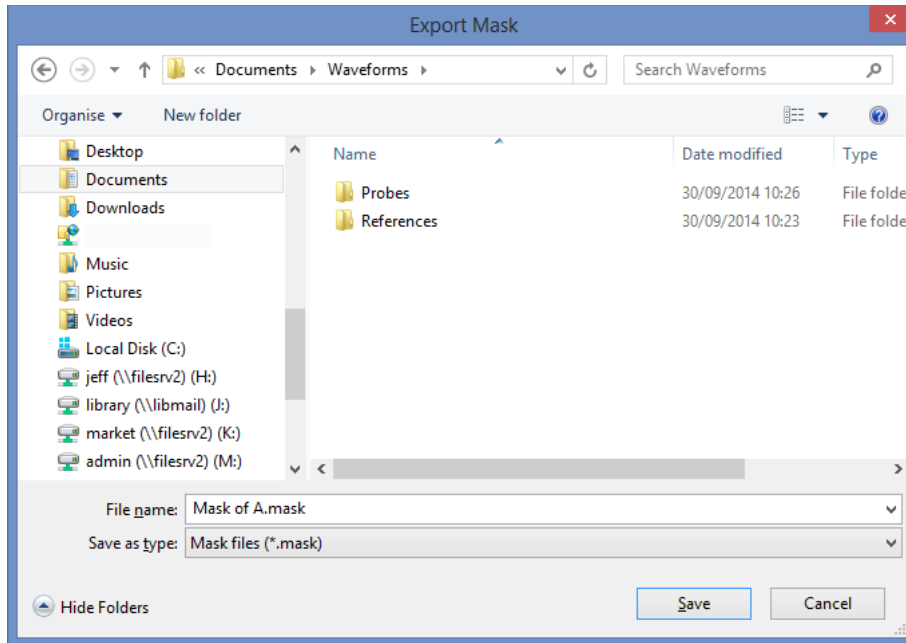 Export Mask
« Documents Waveforms
Search Waveforms
Organise
New folder
Desktop
Documents
Downloads
Music
Pictures
Videos
Local Disk (C:)
jeff (\\filesrv2) (H:)
library (\\libmail) (J:)
market (\\filesrv2) (K:)
admin (\\filesrv2) (M:)
Name Date modified Type
Probes 30/09/2014 10:26 File folde
References 30/09/2014 10:23 File folde
File name: Mask of A.mask
Save as type: Mask files (*.mask)
Hide Folders
Save
Cancel